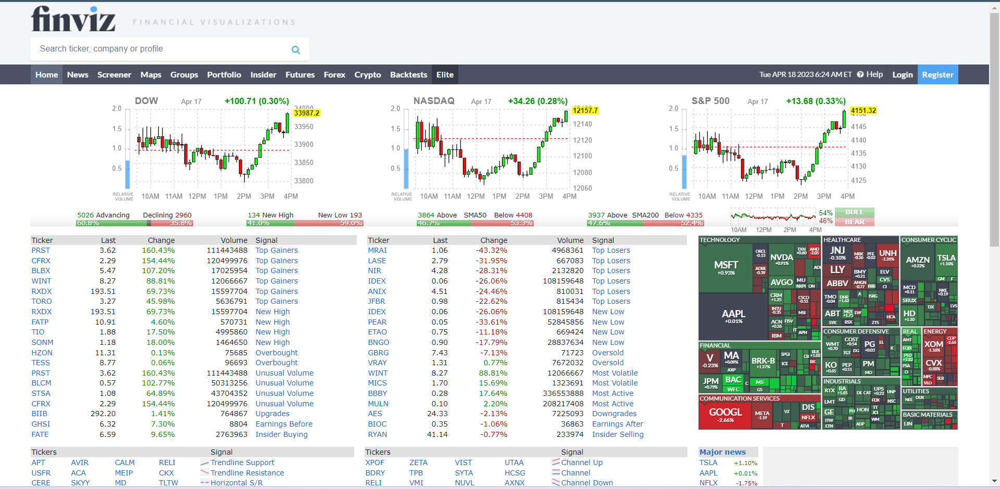 finviz FINANCIAL VISUALIZATIONS
Search ticker, company or profile
Home News Screener Maps Groups Portfolio Insider Futures Forex Crypto Backtests Elite Tue APR 18 2023 6:24 AM ET Help Login Register
DOW Apr 17 +100.71 (0.30%)
2.0 1.5 1.0 0.5
RELATIVE VOLUME
33987.2
33950 33900 33850 33800
10AM 11AM 12PM 1PM 2PM 3PM 4PM
NASDAQ Apr 17 +34.26 (0.28%)
2.0 1.5 1.0 0.5
RELATIVE VOLUME
12157.7
12140 12120 12100 12080 12060
10AM 11AM 12PM 1PM 2PM 3PM 4PM
S&P 500 Apr 17 +13.68 (0.33%)
2.0 1.5 1.0 0.5
RELATIVE VOLUME
4151.32
4145 4140 4135 4130 4125
10AM 11AM 12PM 1PM 2PM 3PM 4PM
5026 Advancing Declining 2960
60.8% 35.8%
134 New High New Low 193
41.0% 59.0%
3864 Above SMA50 Below 4408
46.7% 53.3%
3937 Above SMA200 Below 4335
47.6% 52.4%
10AM 12PM 2PM 4PM
54% BULL
46% BEAR
Ticker Last Change Volume Signal
PRST 3.62 160.43% 111443488 Top Gainers
CFRX 2.29 154.44% 120499976 Top Gainers
BLBX 5.47 107.20% 17025954 Top Gainers
WINT 8.27 88.81% 12066667 Top Gainers
RXDX 193.51 69.73% 15597704 Top Gainers
TORO 3.27 45.98% 5636791 Top Gainers
RXDX 193.51 69.73% 15597704 New High
FATP 10.91 4.60% 570731 New High
TIO 1.88 17.50% 4995860 New High
SONM 1.18 18.00% 1464650 New High
HZON 11.31 0.13% 75685 Overbought
TESS 8.77 0.06% 96693 Overbought
PRST 3.62 160.43% 111443488 Unusual Volume
BLCM 0.57 102.77% 50313256 Unusual Volume
STSA 1.08 64.89% 43704352 Unusual Volume
CFRX 2.29 154.44% 120499976 Unusual Volume
BIIB 292.20 1.41% 764867 Upgrades
GHSI 6.32 7.30% 8804 Earnings Before
FATE 6.59 9.65% 2763963 Insider Buying
Ticker Last Change Volume Signal
MRAI 1.06 -43.32% 4968361 Top Losers
LASE 2.79 -31.95% 667083 Top Losers
NIR 4.28 -28.31% 2132820 Top Losers
IDEX 0.06 -26.06% 108159648 Top Losers
ANIX 4.51 -24.46% 810031 Top Losers
JFBR 0.98 -22.62% 815434 Top Losers
IDEX 0.06 -26.06% 108159648 New Low
PEAR 0.05 -33.61% 52845856 New Low
ETAO 0.75 -11.18% 669424 New Low
BNGO 0.90 -17.79% 28837634 New Low
GBRG 7.43 -7.13% 71723 Oversold
VRAY 1.31 0.77% 7672032 Oversold
WINT 8.27 88.81% 12066667 Most Volatile
MICS 1.70 15.69% 1323691 Most Volatile
BBBY 0.28 17.64% 336553888 Most Active
MULN 0.10 2.20% 208217408 Most Active
AES 24.33 -2.13% 7225093 Downgrades
BIOC 0.35 -1.06% 36863 Earnings After
RYAN 41.14 -0.77% 233974 Insider Selling
TECHNOLOGY
MSFT +0.93%
ORCL -0.13
ADBE -0.39
NVDA +0.91%
TXN +0.60
AMD -2.05
ADI
AVGO
MU
NXPI ON
AAPL +0.01%
CRM +1.25
CSCO -0.51
INTU -0.35
MSI
ACN +0.26
FISV
IT
APH
IBM
HEALTHCARE
JNJ -0.10%
MRK -0.26
PFE -0.02
UNH -1.26%
LLY
BMY +0.21
ELV
CVS
ABBV
AMGN -0.77
BIIB
CI
TMO -0.04
DHR +1.62
A
ISRG
ABT
MDT +1.75
EW
HCA
SYK BSX ZTS
CONSUMER CYCLIC
AMZN +0.22%
TSLA +1.10%
GM F
MCD +0.11
NKE +0.19
SBUX
TJX
LVS
HD +1.10
FINANCIAL
V -0.23%
MA +0.09%
AXP
BRK-B +1.27%
SPGI
CB
BLK +1.02
ICE
BK
JPM +0.79%
BAC
C
MS
WFC
GS
CONSUMER DEFENSIVE
WMT +0.70
COST +0.54
PG +0.03
EL
TGT DG
K
KO +0.65
PEP +0.51
PM
MO
REAL
AMT
EQIX
PLD +2.82
PSA
O
ENERGY
XOM -1.16%
COP -2.66
CVX -0.88%
MPC
SLB
VLO
COMMUNICATION SERVICES
GOOGL -2.66%
META -1.19
VZ
DIS
NFLX
T
ATVI
INDUSTRIALS
RTX
BA +1.65
DE CAT
UPS +0.22
UNP
LMT
GD
FDX
NSC
GE
PH HON
TT
JCI
ITW
IR
WM
ETN
ADP
UTILITIES
NEE DUK
BASIC MATERIALS
LIN
Tickers Signal
APT AVIR CALM RELI Trendline Support
USFR ACA MEIP CKX Trendline Resistance
CERE SKYY MD TLTW Horizontal S/R
Tickers Signal
XPOF ZETA VIST UTAA Channel Up
BDRY TPB SYTA HCSG Channel
RELI VMI NUVL AXNX Channel Down
Major news
TSLA +1.10%
AAPL +0.01%
NFLX -1.75%